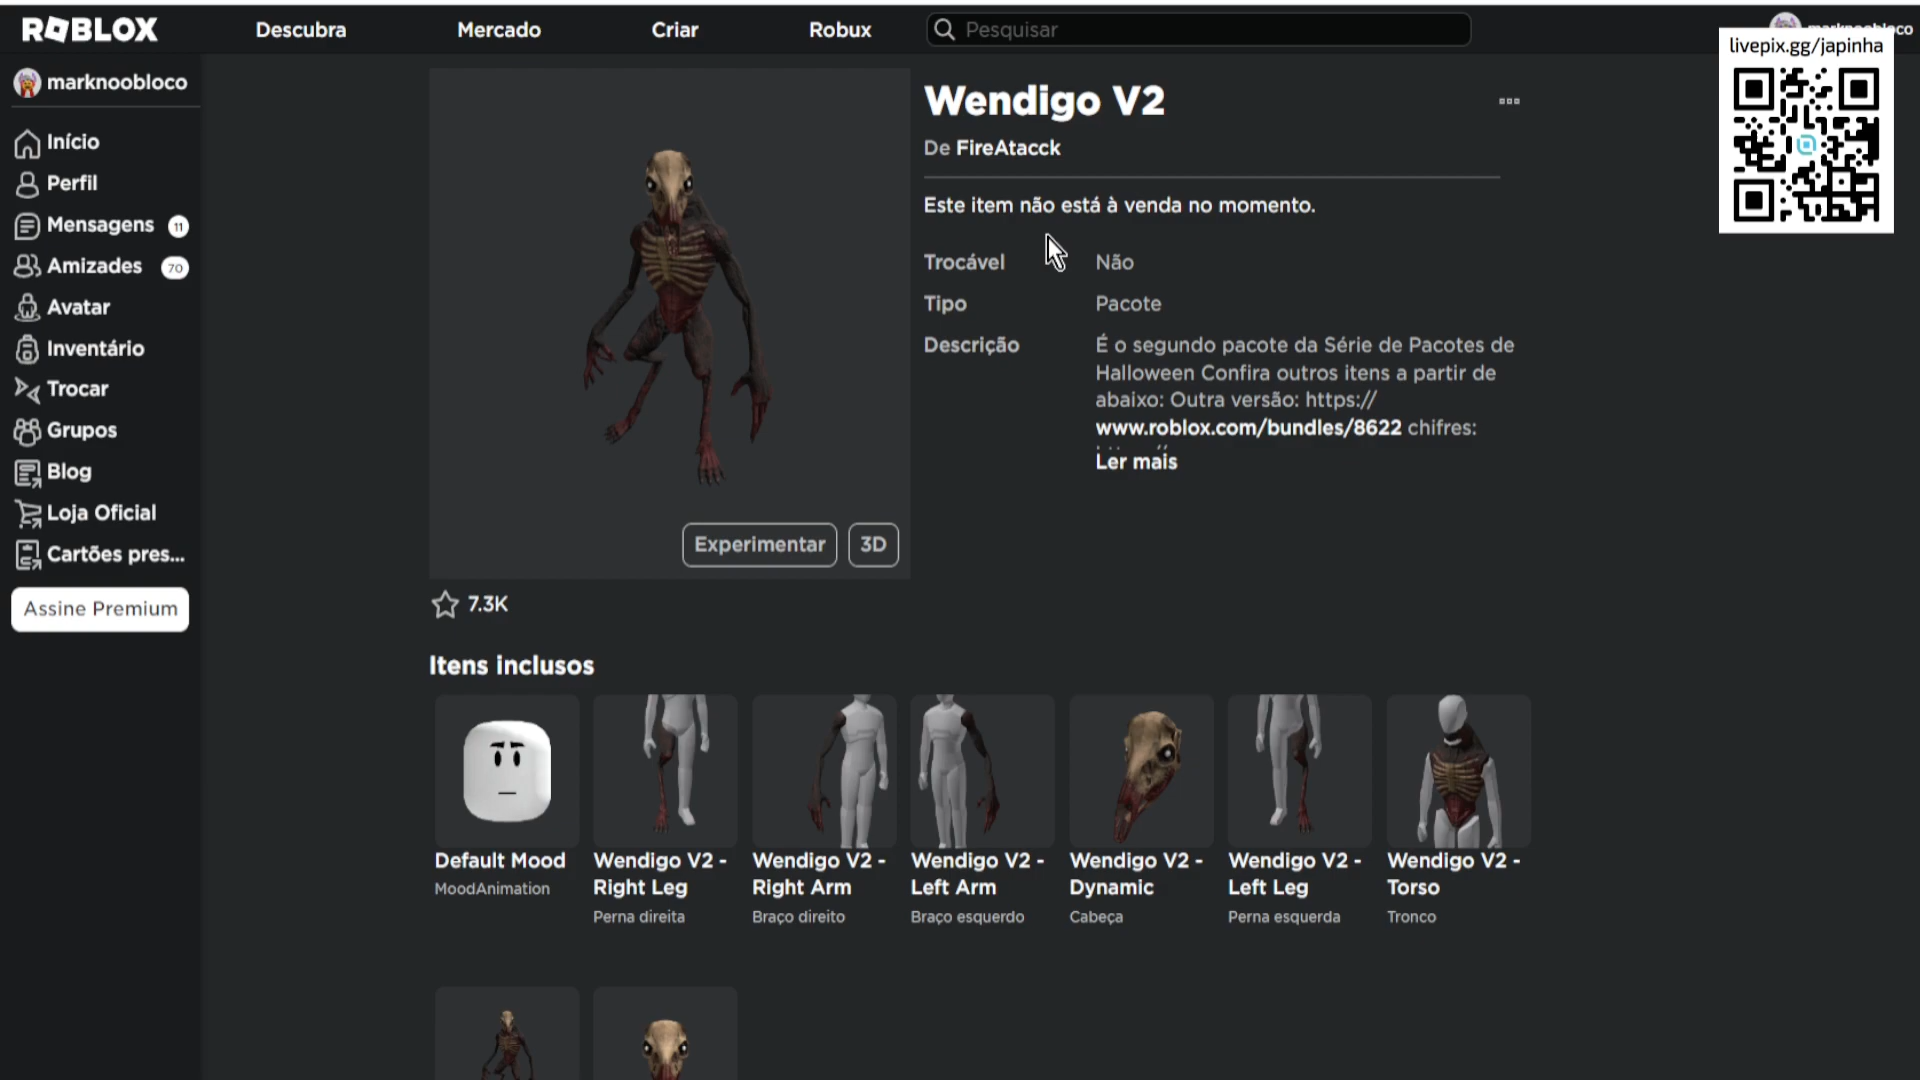 ROBLOX
Descubra
Mercado
Criar
Robux
Pesquisar
livepix.gg/japinha
marknoobloco
Início
Perfil
Mensagens 11
Amizades 70
Avatar
Inventário
Trocar
Grupos
Blog
Loja Oficial
Cartões pres...
Assine Premium
Wendigo V2
De FireAtacck
Este item não está à venda no momento.
Trocável Não
Tipo Pacote
Descrição É o segundo pacote da Série de Pacotes de
Halloween Confira outros itens a partir de
abaixo: Outra versão: https://
www.roblox.com/bundles/8622 chifres:
Ler mais
Experimentar
3D
7.3K
Itens inclusos
Default Mood
MoodAnimation
Wendigo V2 -
Right Leg
Perna direita
Wendigo V2 -
Right Arm
Braço direito
Wendigo V2 -
Left Arm
Braço esquerdo
Wendigo V2 -
Dynamic
Cabeça
Wendigo V2 -
Left Leg
Perna esquerda
Wendigo V2 -
Torso
Tronco